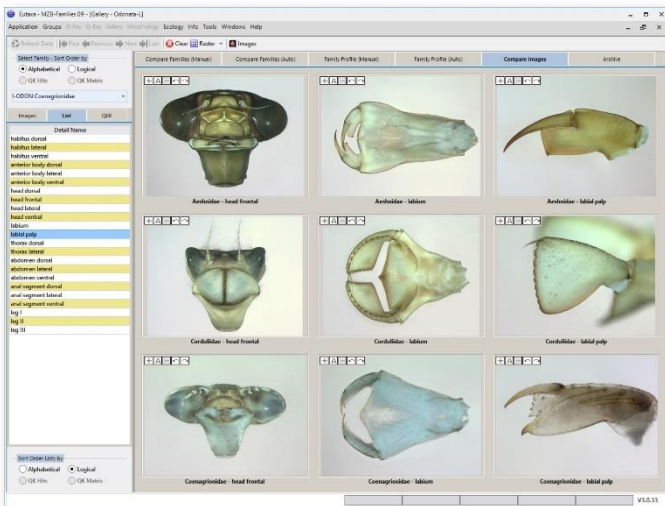 Eutaxa - MZB-Families 09 - [Gallery - Odonata-L]
Application Groups D-Key Q-Key Gallery Morphology Ecology Info Tools Windows Help
Refresh Data First Previous Next Last Clear Raster Images
Select Family - Sort Order by
Alphabetical Logical
QK Hits QK Matrix
I-ODON Coenagrionidae
Images List QXR
Detail Name
habitus dorsal
habitus lateral
habitus ventral
anterior body dorsal
anterior body lateral
anterior body ventral
head dorsal
head frontal
head lateral
head ventral
labium
labial palp
thorax dorsal
thorax lateral
abdomen dorsal
abdomen lateral
abdomen ventral
anal segment dorsal
anal segment lateral
anal segment ventral
leg I
leg II
leg III
Sort Order Lists by
Alphabetical Logical
QK Hits QK Matrix
Compare Families (Manual) Compare Families (Auto) Family Profile (Manual) Family Profile (Auto) Compare Images Archive
Aeshnidae - head frontal Aeshnidae - labium Aeshnidae - labial palp
Corduliidae - head frontal Corduliidae - labium Corduliidae - labial palp
Coenagrionidae - head frontal Coenagrionidae - labium Coenagrionidae - labial palp
V3.0.33